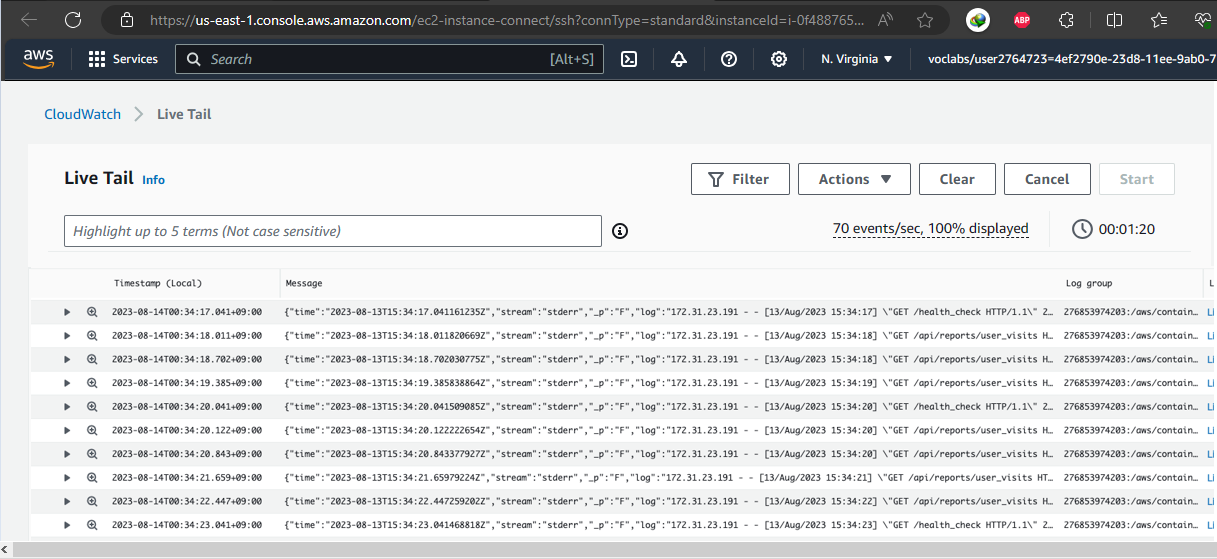 https://us-east-1.console.aws.amazon.com/ec2-instance-connect/ssh?connType=standard&instanceId=i-0f488765... A ABP
aws Services Search [Alt+S] N. Virginia ▼ voclabs/user2764723=4ef2790e-23d8-11ee-9ab0-7
CloudWatch > Live Tail
Live Tail Info Filter Actions ▼ Clear Cancel Start
Highlight up to 5 terms (Not case sensitive) 70 events/sec, 100% displayed 00:01:20
Timestamp (Local) Message Log group L
2023-08-14T00:34:17.041+09:00 {"time":"2023-08-13T15:34:17.041161235Z","stream":"stderr","_p":"F","log":"172.31.23.191 - - [13/Aug/2023 15:34:17] \"GET /health_check HTTP/1.1\" 2... 276853974203:/aws/contain... Li
2023-08-14T00:34:18.011+09:00 {"time":"2023-08-13T15:34:18.011820669Z","stream":"stderr","_p":"F","log":"172.31.23.191 - - [13/Aug/2023 15:34:18] \"GET /api/reports/user_visits H... 276853974203:/aws/contain... Li
2023-08-14T00:34:18.702+09:00 {"time":"2023-08-13T15:34:18.702030775Z","stream":"stderr","_p":"F","log":"172.31.23.191 - - [13/Aug/2023 15:34:18] \"GET /api/reports/user_visits H... 276853974203:/aws/contain... Li
2023-08-14T00:34:19.385+09:00 {"time":"2023-08-13T15:34:19.385838864Z","stream":"stderr","_p":"F","log":"172.31.23.191 - - [13/Aug/2023 15:34:19] \"GET /api/reports/user_visits H... 276853974203:/aws/contain... Li
2023-08-14T00:34:20.041+09:00 {"time":"2023-08-13T15:34:20.041509085Z","stream":"stderr","_p":"F","log":"172.31.23.191 - - [13/Aug/2023 15:34:20] \"GET /health_check HTTP/1.1\" 2... 276853974203:/aws/contain... Li
2023-08-14T00:34:20.122+09:00 {"time":"2023-08-13T15:34:20.122222654Z","stream":"stderr","_p":"F","log":"172.31.23.191 - - [13/Aug/2023 15:34:20] \"GET /api/reports/user_visits H... 276853974203:/aws/contain... Li
2023-08-14T00:34:20.843+09:00 {"time":"2023-08-13T15:34:20.843377927Z","stream":"stderr","_p":"F","log":"172.31.23.191 - - [13/Aug/2023 15:34:20] \"GET /api/reports/user_visits H... 276853974203:/aws/contain... Li
2023-08-14T00:34:21.659+09:00 {"time":"2023-08-13T15:34:21.65979224Z","stream":"stderr","_p":"F","log":"172.31.23.191 - - [13/Aug/2023 15:34:21] \"GET /api/reports/user_visits HT... 276853974203:/aws/contain... Li
2023-08-14T00:34:22.447+09:00 {"time":"2023-08-13T15:34:22.447259202Z","stream":"stderr","_p":"F","log":"172.31.23.191 - - [13/Aug/2023 15:34:22] \"GET /api/reports/user_visits H... 276853974203:/aws/contain... Li
2023-08-14T00:34:23.041+09:00 {"time":"2023-08-13T15:34:23.041468818Z","stream":"stderr","_p":"F","log":"172.31.23.191 - - [13/Aug/2023 15:34:23] \"GET /health_check HTTP/1.1\" 2... 276853974203:/aws/contain... Li